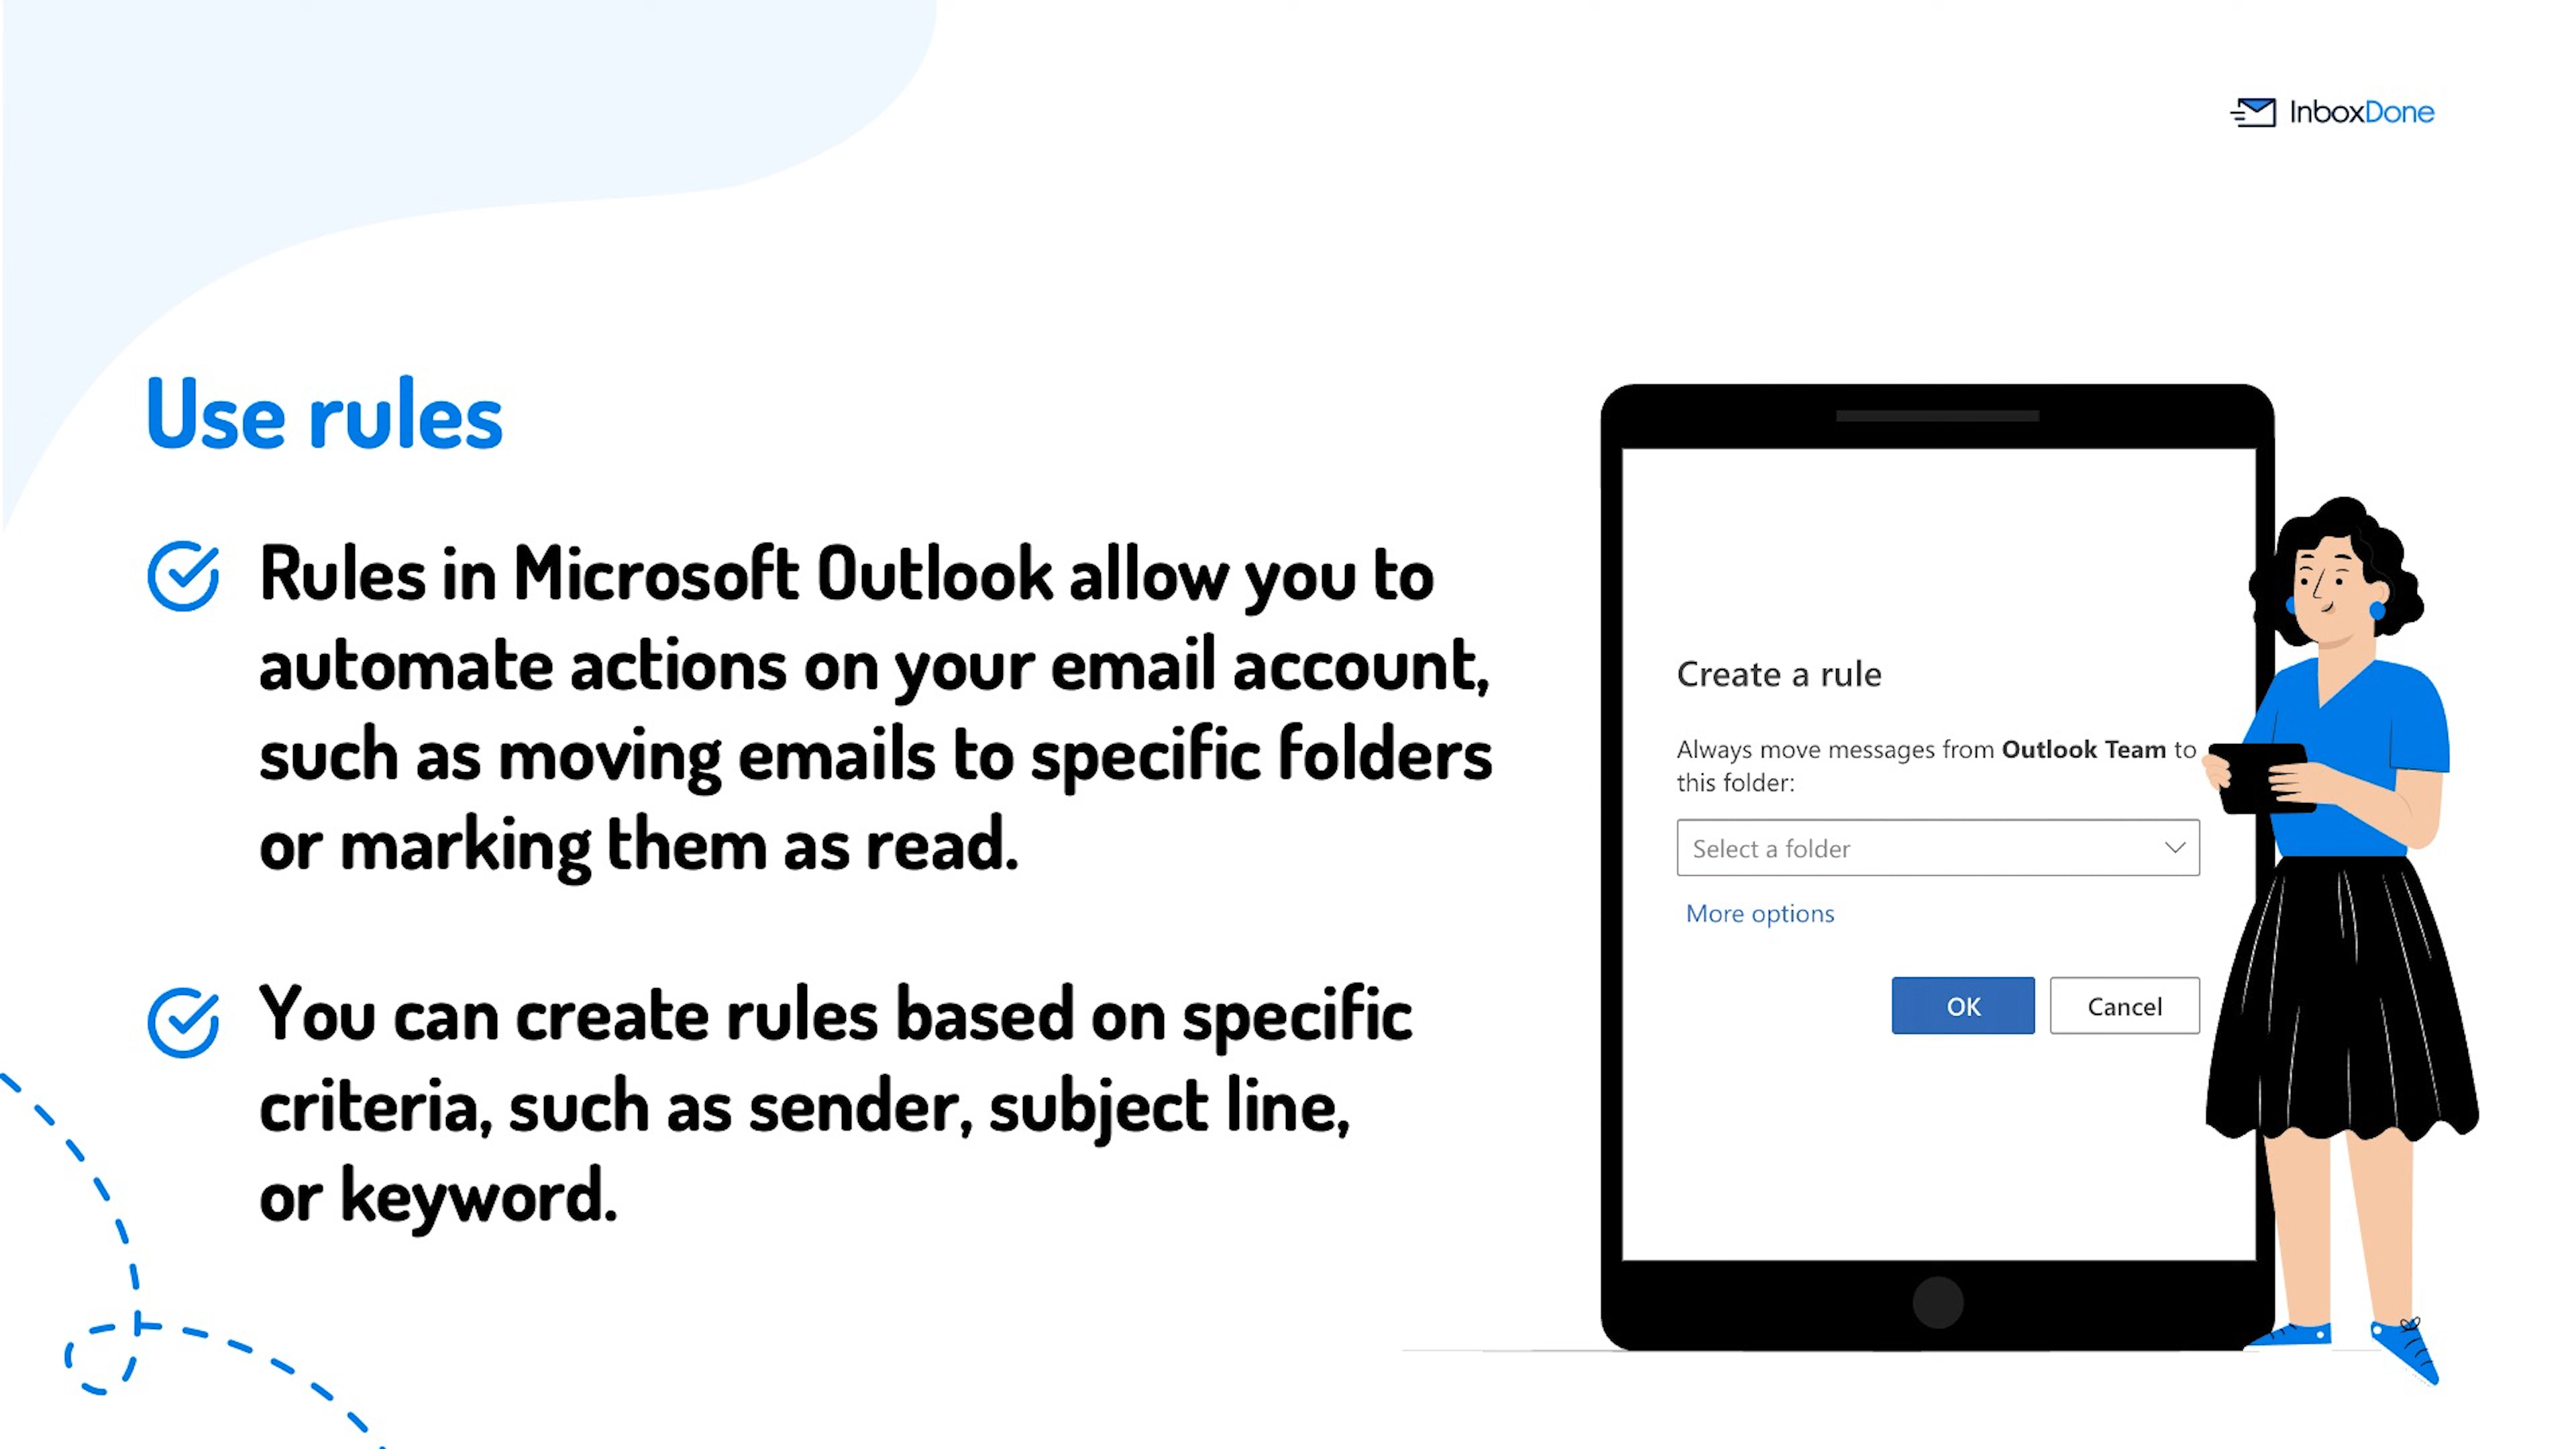 InboxDone
Use rules
Rules in Microsoft Outlook allow you to
automate actions on your email account,
such as moving emails to specific folders
or marking them as read.
You can create rules based on specific
criteria, such as sender, subject line,
or keyword.
Create a rule
Always move messages from Outlook Team to
this folder:
Select a folder
More options
OK
Cancel